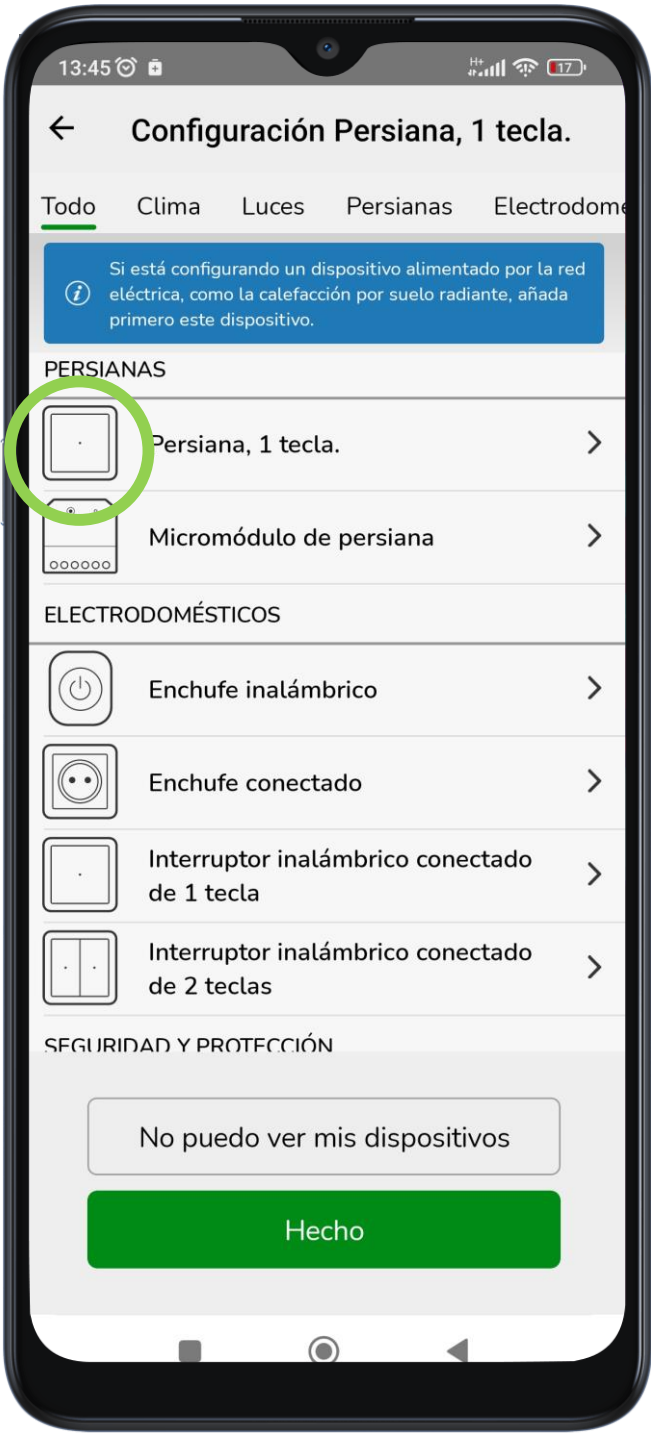 13:45
H+
17
Configuración Persiana, 1 tecla.
Todo Clima Luces Persianas Electrodomé
Si está configurando un dispositivo alimentado por la red
eléctrica, como la calefacción por suelo radiante, añada
primero este dispositivo.
PERSIANAS
Persiana, 1 tecla.
Micromódulo de persiana
ELECTRODOMÉSTICOS
Enchufe inalámbrico
Enchufe conectado
Interruptor inalámbrico conectado
de 1 tecla
Interruptor inalámbrico conectado
de 2 teclas
SEGURIDAD Y PROTECCIÓN
No puedo ver mis dispositivos
Hecho